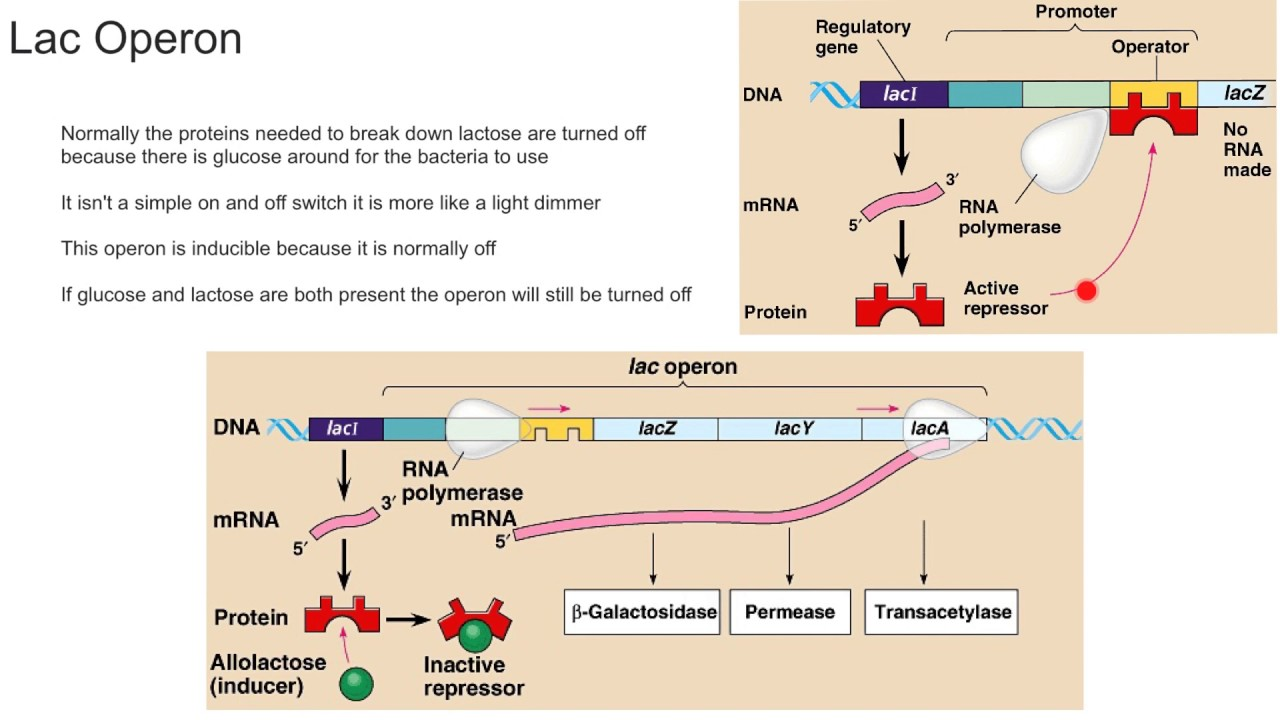 Lac Operon
Normally the proteins needed to break down lactose are turned off
because there is glucose around for the bacteria to use
It isn't a simple on and off switch it is more like a light dimmer
This operon is inducible because it is normally off
If glucose and lactose are both present the operon will still be turned off
Promoter
Regulatory
gene
Operator
DNA
lacI
lacZ
No
RNA
made
3′
mRNA
5′
RNA
polymerase
Active
repressor
Protein
lac operon
DNA
lacI
lacZ
lacY
lacA
RNA
polymerase
3′
mRNA
mRNA
5′
5′
Protein
β-Galactosidase
Permease
Transacetylase
Allolactose
(inducer)
Inactive
repressor